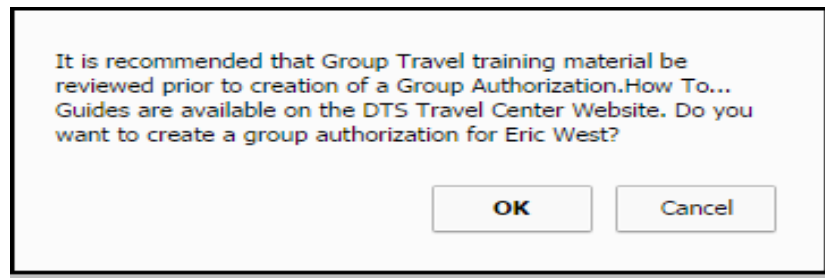 It is recommended that Group Travel training material be
reviewed prior to creation of a Group Authorization.How To...
Guides are available on the DTS Travel Center Website. Do you
want to create a group authorization for Eric West?
OK
Cancel